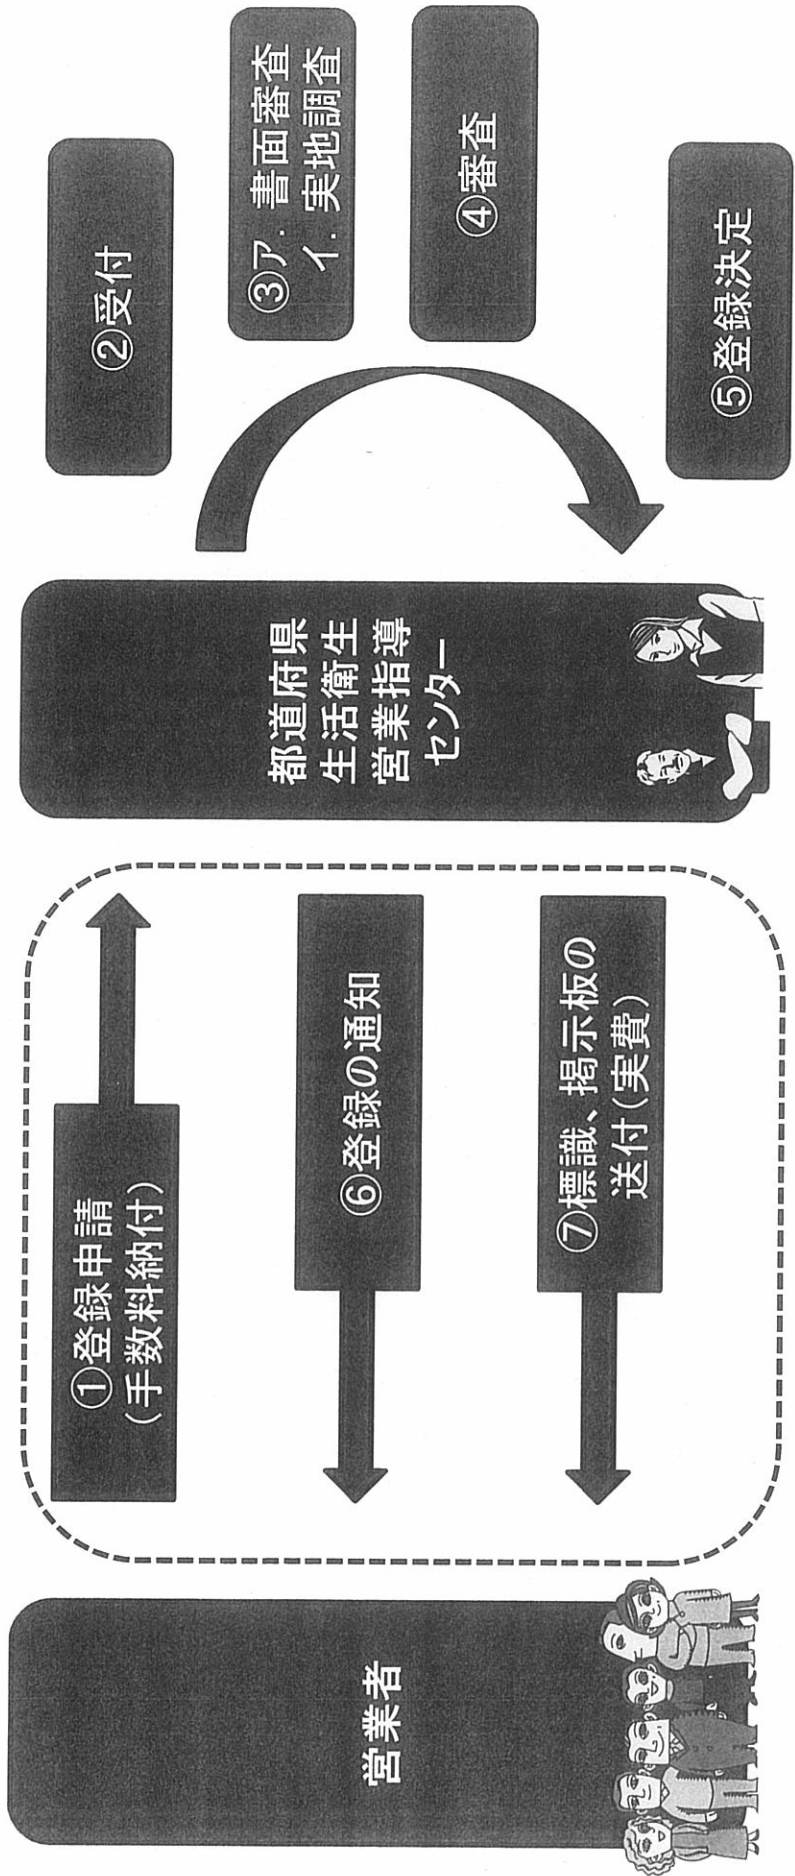 営業者
①登録申請
(手数料納付)
⑥登録の通知
⑦標識、掲示板の
送付(実費)
都道府県
生活衛生
営業指導
センター
②受付
③ア．書面審査
イ．実地調査
④審査
⑤登録決定